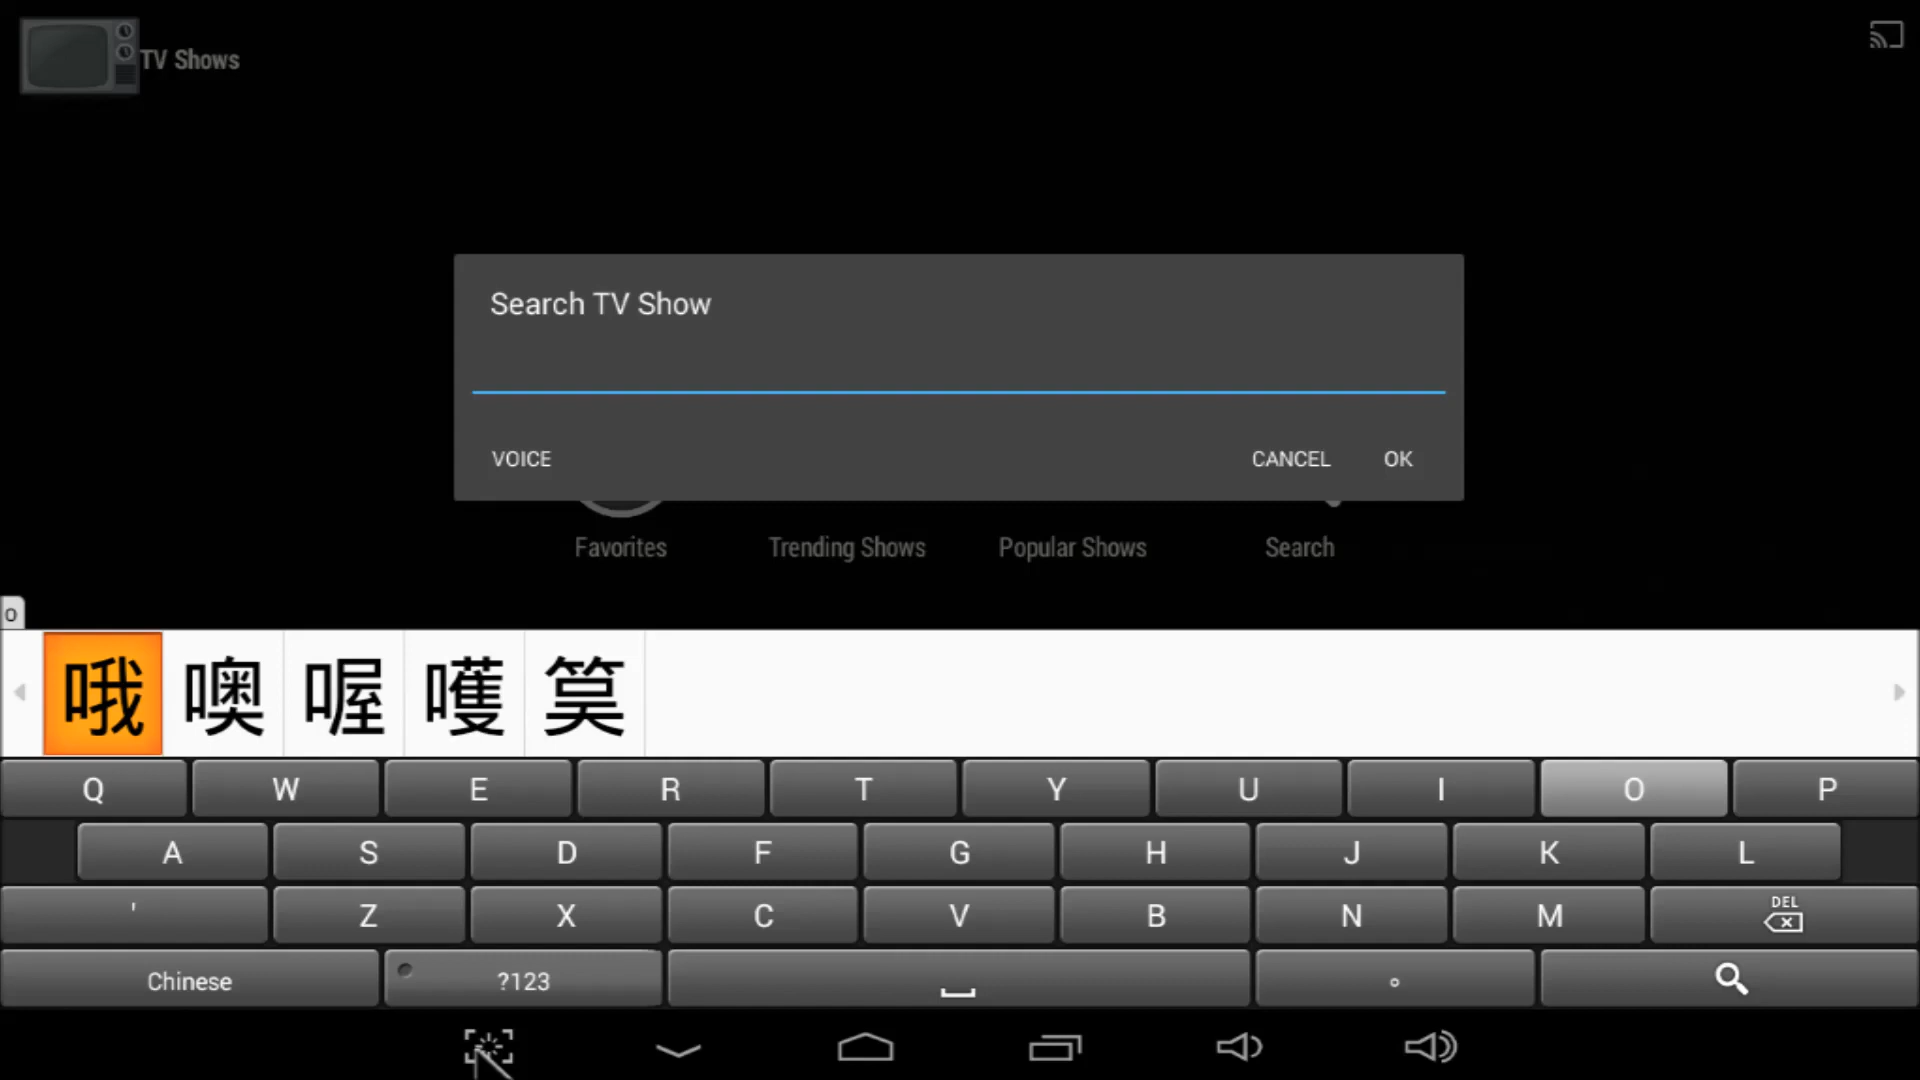 TV Shows
Search TV Show
VOICE CANCEL OK
Favorites Trending Shows Popular Shows Search
o
哦 噢 喔 嚄 筽
Q W E R T Y U I O P
A S D F G H J K L
' Z X C V B N M DEL
Chinese ?123 。